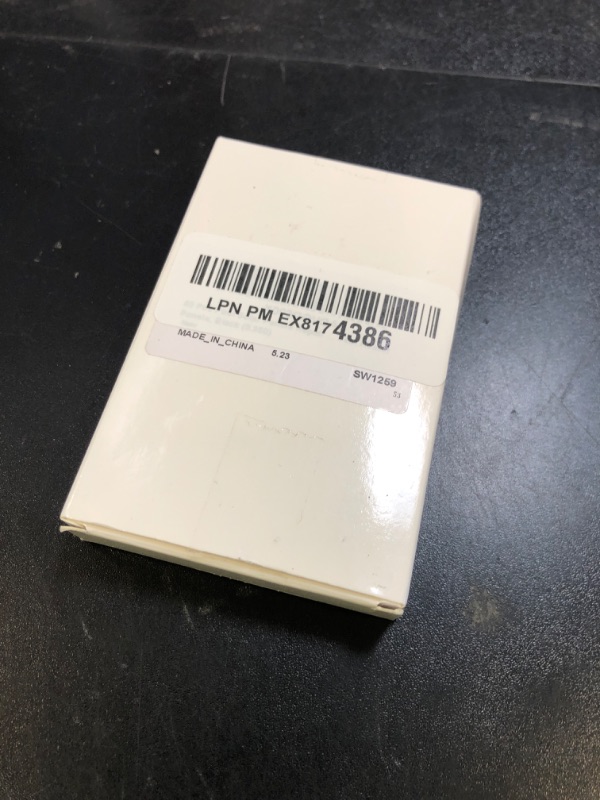 LPN PM EX8174386
MADE_IN_CHINA 5.23 SW1259